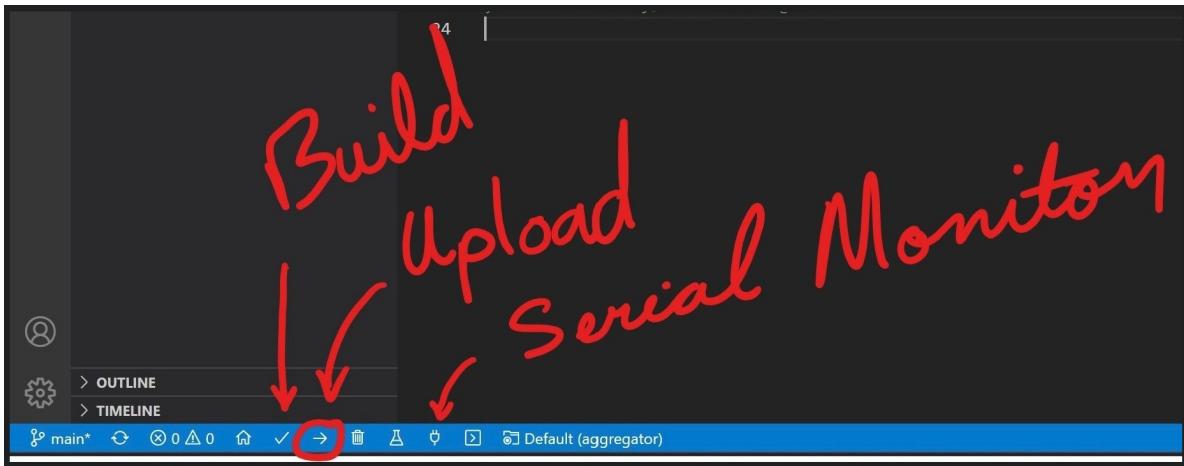 24
Build
Upload
Serial Monitor
OUTLINE
TIMELINE
main* 0 0 Default (aggregator)